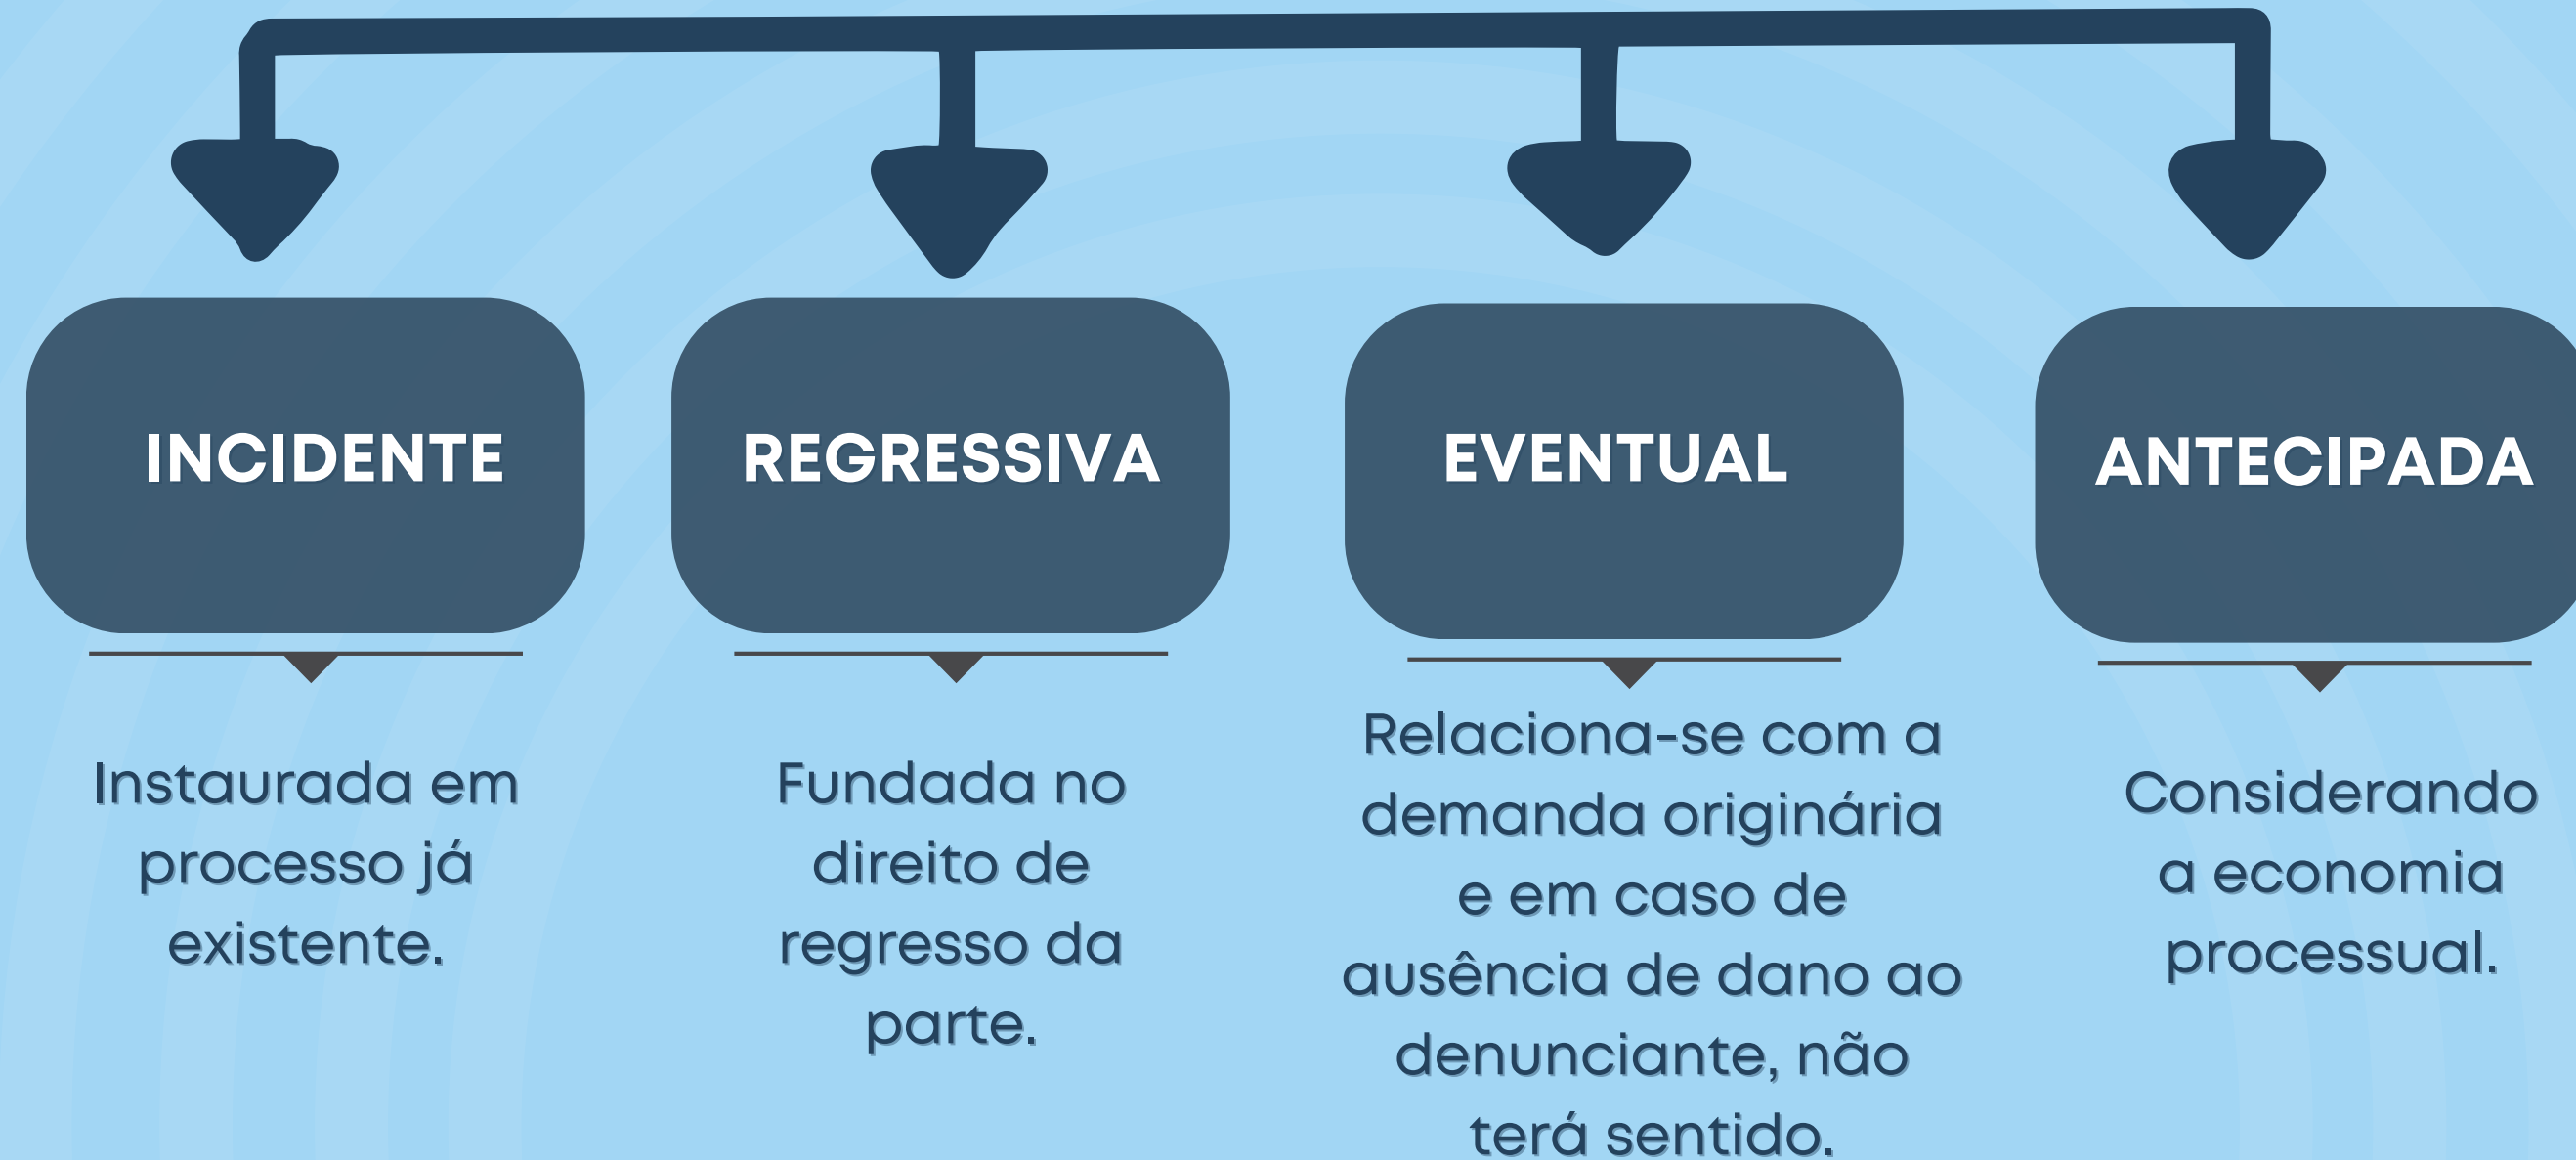 INCIDENTE
Instaurada em
processo já
existente.
REGRESSIVA
Fundada no
direito de
regresso da
parte.
EVENTUAL
Relaciona-se com a
demanda originária
e em caso de
ausência de dano ao
denunciante, não
terá sentido.
ANTECIPADA
Considerando
a economia
processual.